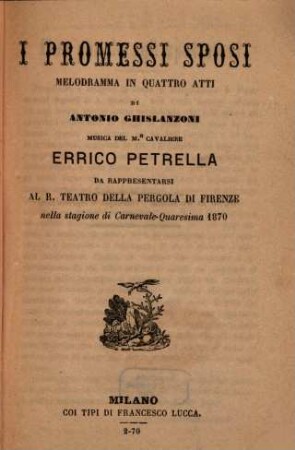 I PROMESSI SPOSI
MELODRAMMA IN QUATTRO ATTI
DI
ANTONIO GHISLANZONI
MUSICA DEL M.º CAVALIERE
ERRICO PETRELLA
DA RAPPRESENTARSI
AL R. TEATRO DELLA PERGOLA DI FIRENZE
nella stagione di Carnevale-Quaresima 1870
MILANO
COI TIPI DI FRANCESCO LUCCA.
2-70